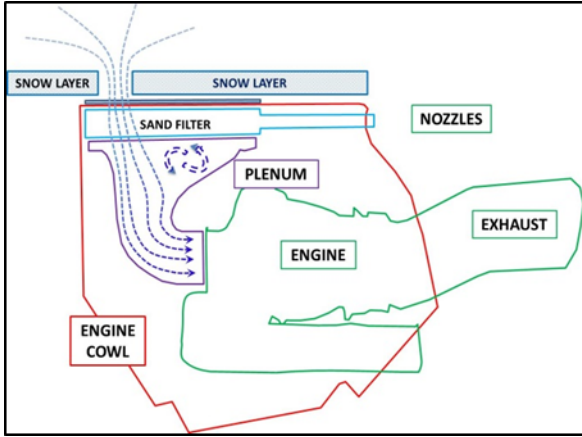 SNOW LAYER
SNOW LAYER
SAND FILTER
NOZZLES
PLENUM
EXHAUST
ENGINE
ENGINE
COWL